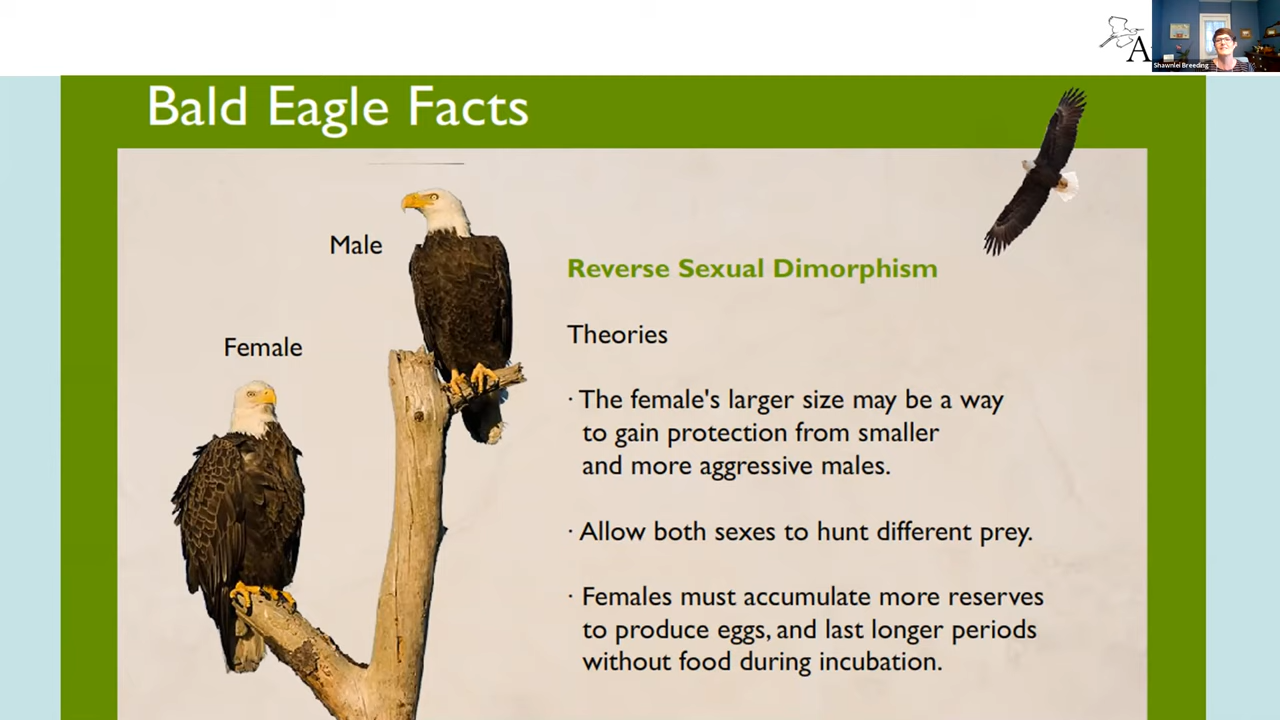 Shawnlei Breeding
Bald Eagle Facts
Male
Female
Reverse Sexual Dimorphism
Theories
· The female's larger size may be a way
to gain protection from smaller
and more aggressive males.
· Allow both sexes to hunt different prey.
· Females must accumulate more reserves
to produce eggs, and last longer periods
without food during incubation.